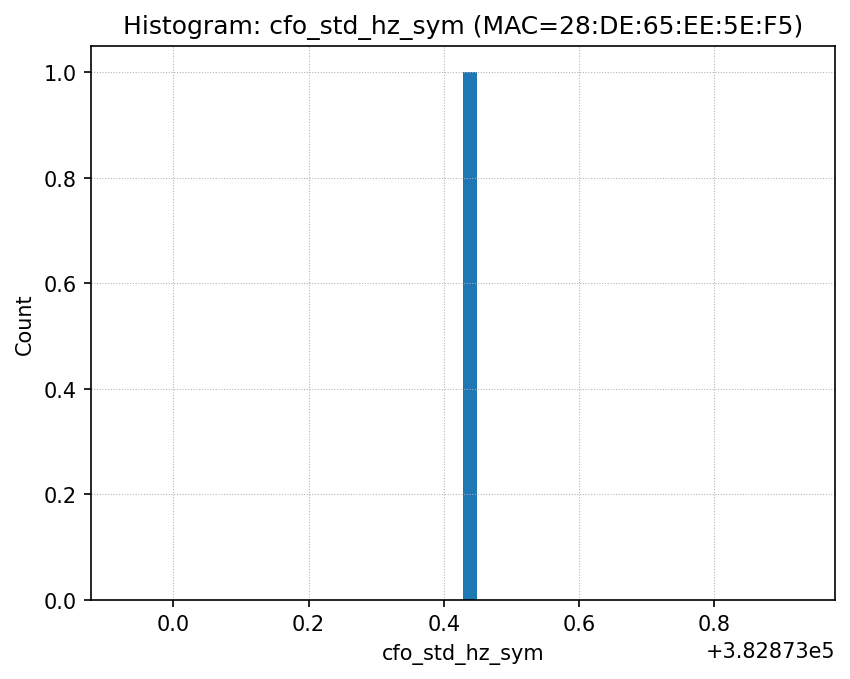 Histogram: cfo_std_hz_sym (MAC=28:DE:65:EE:5E:F5)
1.0
0.8
0.6
0.4
0.2
0.0
Count
0.0 0.2 0.4 0.6 0.8
cfo_std_hz_sym
+3.82873e5